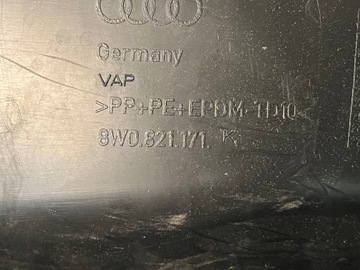 Germany
VAP
>PP+PE+EPDM-TD10<
8W0.821.171. K